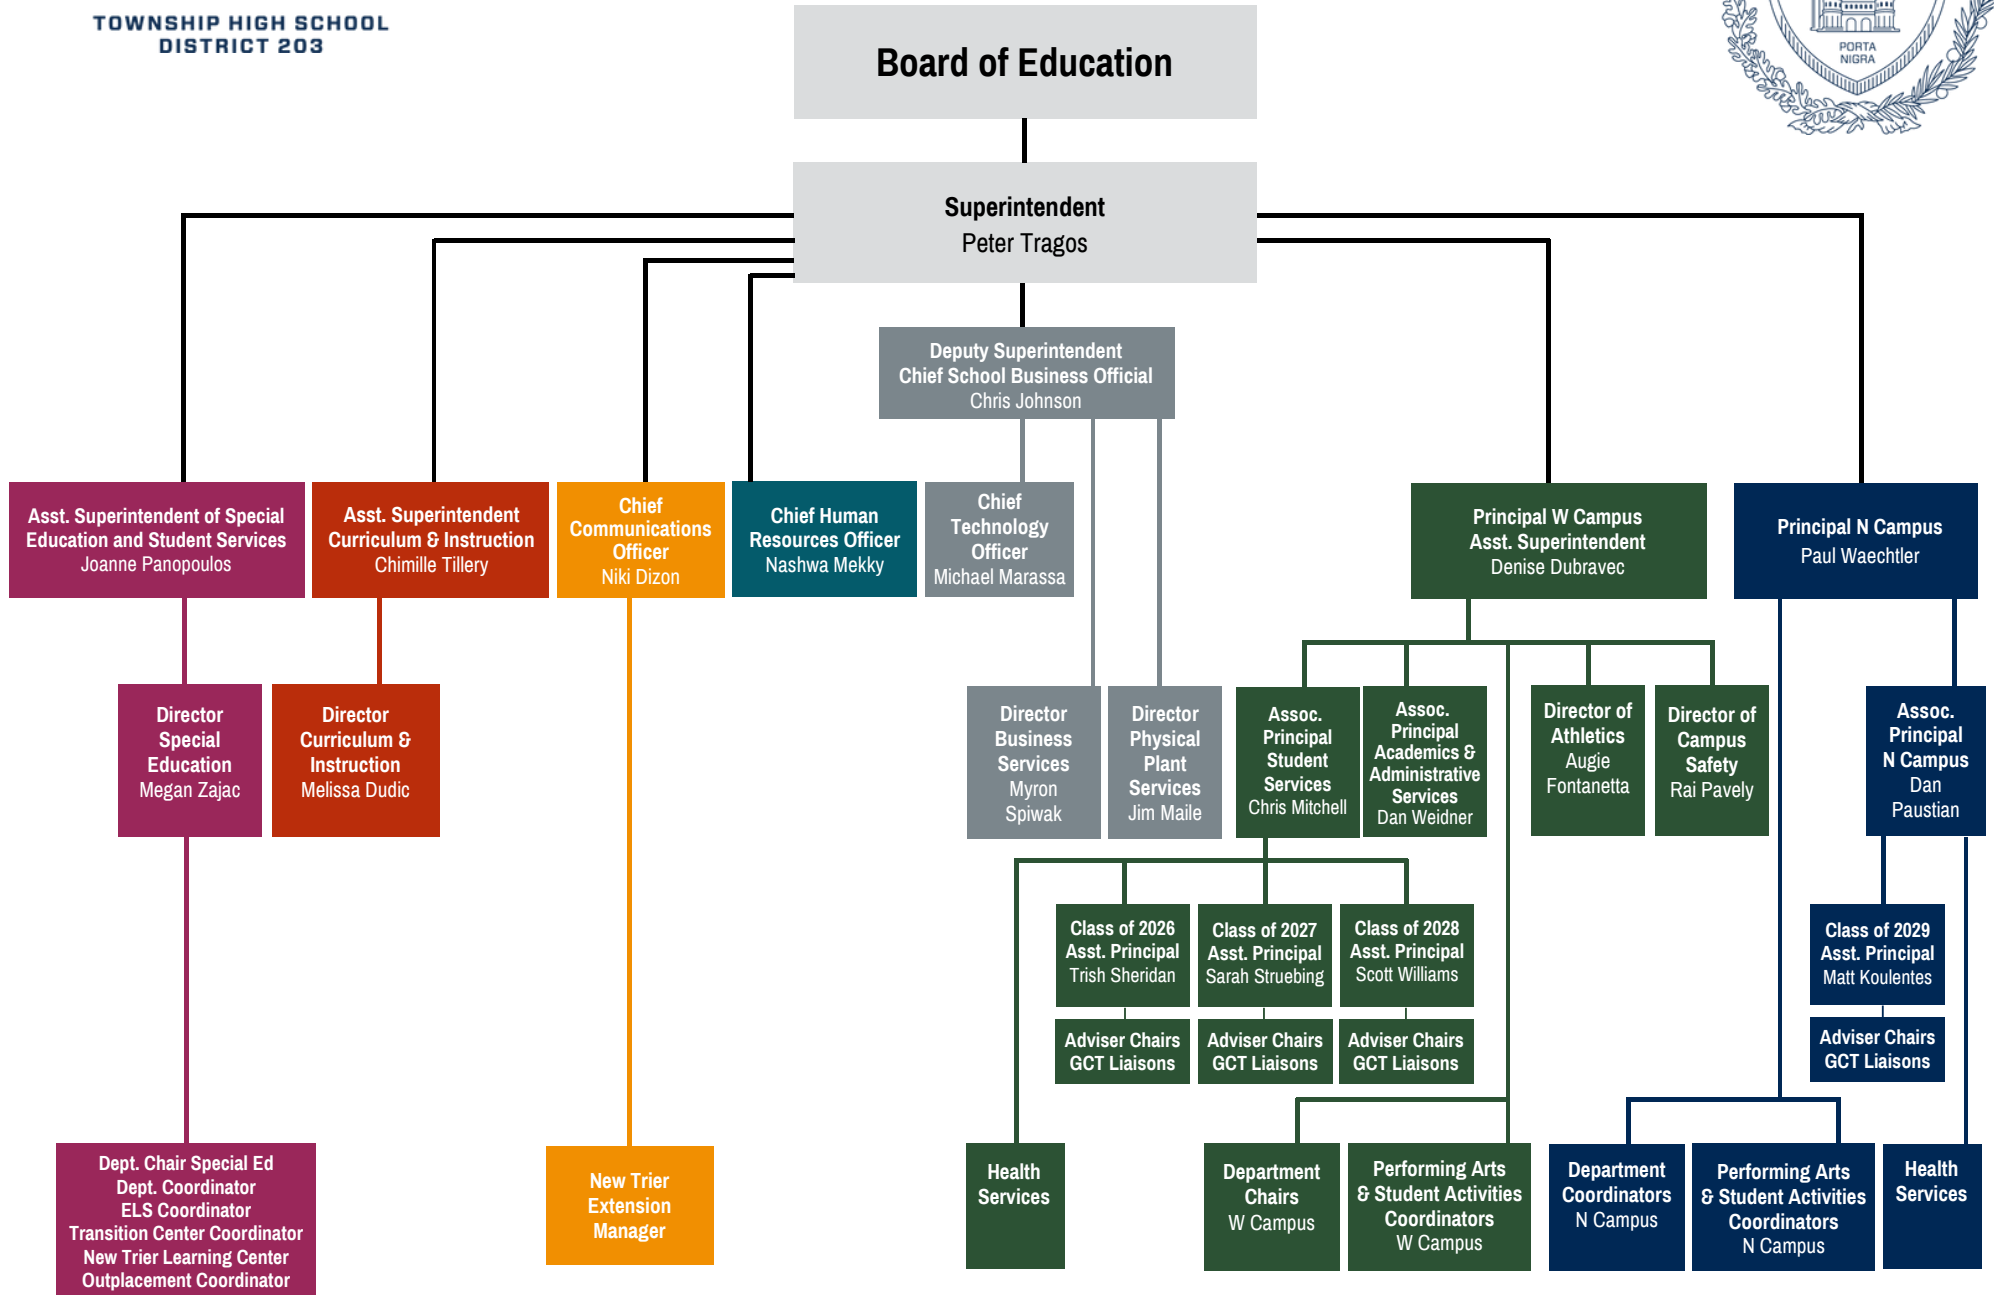 TOWNSHIP HIGH SCHOOL
DISTRICT 203
PORTA
NIGRA
Board of Education
Superintendent
Peter Tragos
Deputy Superintendent
Chief School Business Official
Chris Johnson
Asst. Superintendent of Special
Education and Student Services
Joanne Panopoulos
Asst. Superintendent
Curriculum & Instruction
Chimille Tillery
Chief
Communications
Officer
Niki Dizon
Chief Human
Resources Officer
Nashwa Mekky
Chief
Technology
Officer
Michael Marassa
Principal W Campus
Asst. Superintendent
Denise Dubravec
Principal N Campus
Paul Waechtler
Director
Special
Education
Megan Zajac
Director
Curriculum &
Instruction
Melissa Dudic
Director
Business
Services
Myron
Spiwak
Director
Physical
Plant
Services
Jim Maile
Assoc.
Principal
Student
Services
Chris Mitchell
Assoc.
Principal
Academics &
Administrative
Services
Dan Weidner
Director of
Athletics
Augie
Fontanetta
Director of
Campus
Safety
Rai Pavely
Assoc.
Principal
N Campus
Dan
Paustian
Class of 2026
Asst. Principal
Trish Sheridan
Class of 2027
Asst. Principal
Sarah Struebing
Class of 2028
Asst. Principal
Scott Williams
Class of 2029
Asst. Principal
Matt Koulentes
Adviser Chairs
GCT Liaisons
Adviser Chairs
GCT Liaisons
Adviser Chairs
GCT Liaisons
Adviser Chairs
GCT Liaisons
Dept. Chair Special Ed
Dept. Coordinator
ELS Coordinator
Transition Center Coordinator
New Trier Learning Center
Outplacement Coordinator
New Trier
Extension
Manager
Health
Services
Department
Chairs
W Campus
Performing Arts
& Student Activities
Coordinators
W Campus
Department
Coordinators
N Campus
Performing Arts
& Student Activities
Coordinators
N Campus
Health
Services